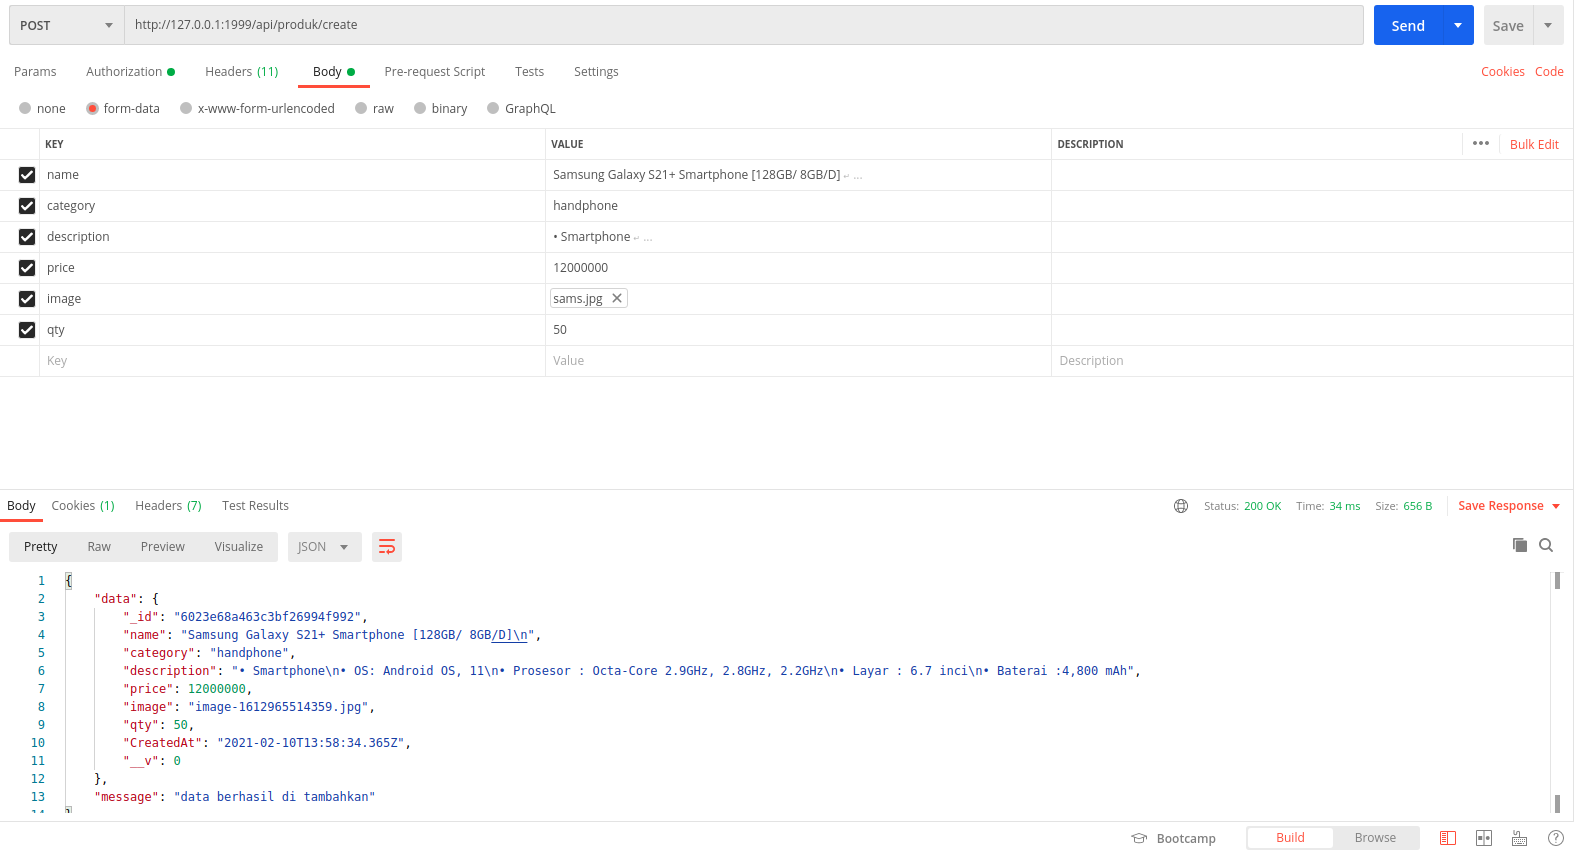 POST http://127.0.0.1:1999/api/produk/create Send Save
Params Authorization Headers (11) Body Pre-request Script Tests Settings Cookies Code
none form-data x-www-form-urlencoded raw binary GraphQL
KEY VALUE DESCRIPTION ••• Bulk Edit
name Samsung Galaxy S21+ Smartphone [128GB/ 8GB/D] ↵ ...
category handphone
description • Smartphone ↵ ...
price 12000000
image sams.jpg
qty 50
Key Value Description
Body Cookies (1) Headers (7) Test Results Status: 200 OK Time: 34 ms Size: 656 B Save Response
Pretty Raw Preview Visualize JSON
1 {
2 "data": {
3 "_id": "6023e68a463c3bf26994f992",
4 "name": "Samsung Galaxy S21+ Smartphone [128GB/ 8GB/D]\n",
5 "category": "handphone",
6 "description": "• Smartphone\n• OS: Android OS, 11\n• Prosesor : Octa-Core 2.9GHz, 2.8GHz, 2.2GHz\n• Layar : 6.7 inci\n• Baterai :4,800 mAh",
7 "price": 12000000,
8 "image": "image-1612965514359.jpg",
9 "qty": 50,
10 "CreatedAt": "2021-02-10T13:58:34.365Z",
11 "__v": 0
12 },
13 "message": "data berhasil di tambahkan"
14 }
Bootcamp Build Browse